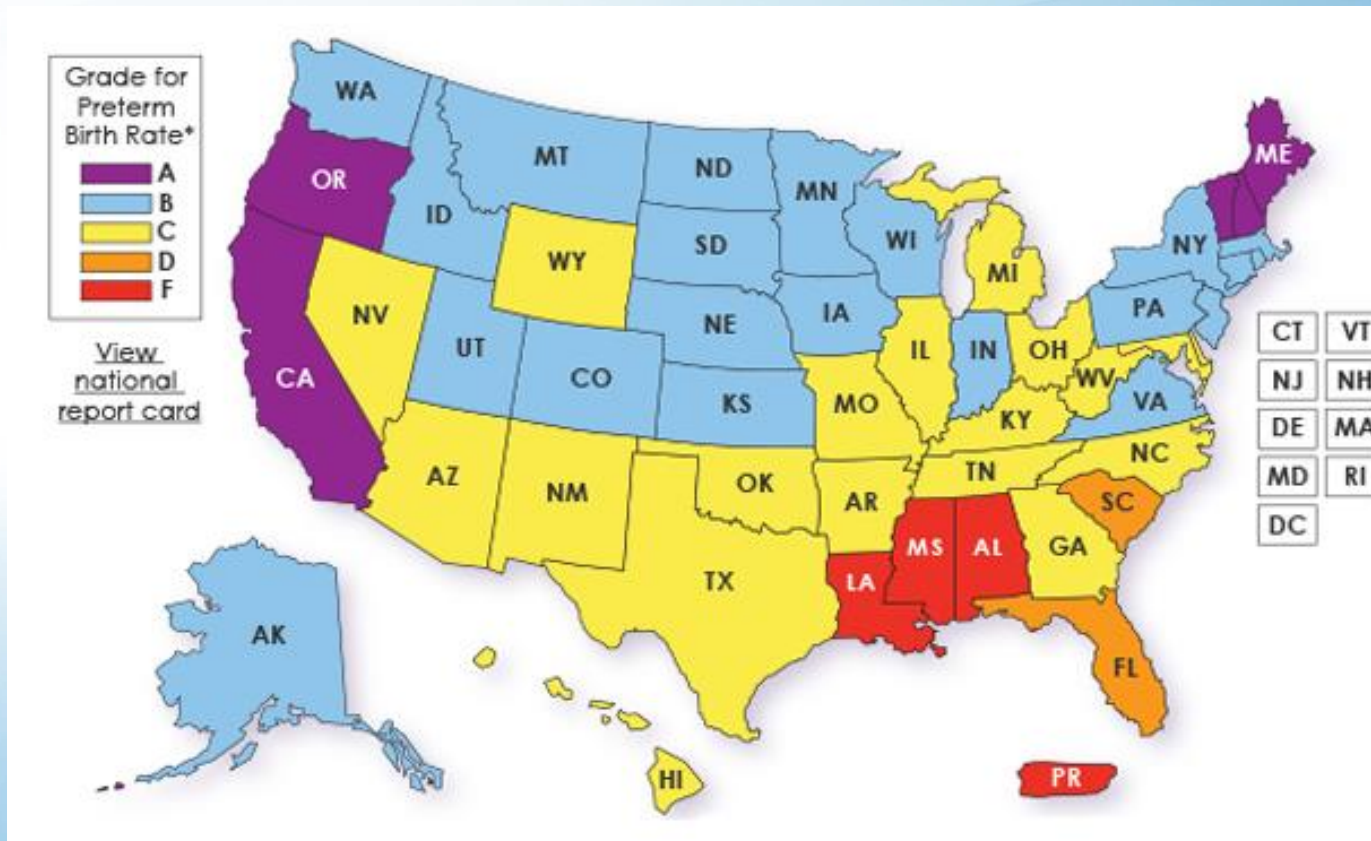 Grade for
Preterm
Birth Rate*
A
B
C
D
F
View
national
report card
WA
OR
CA
ID
NV
MT
WY
UT
AZ
CO
NM
ND
SD
NE
KS
OK
TX
MN
IA
MO
AR
LA
WI
IL
MI
IN
OH
KY
TN
MS
AL
GA
FL
SC
NC
VA
WV
PA
NY
ME
AK
HI
PR
CT VT
NJ NH
DE MA
MD RI
DC